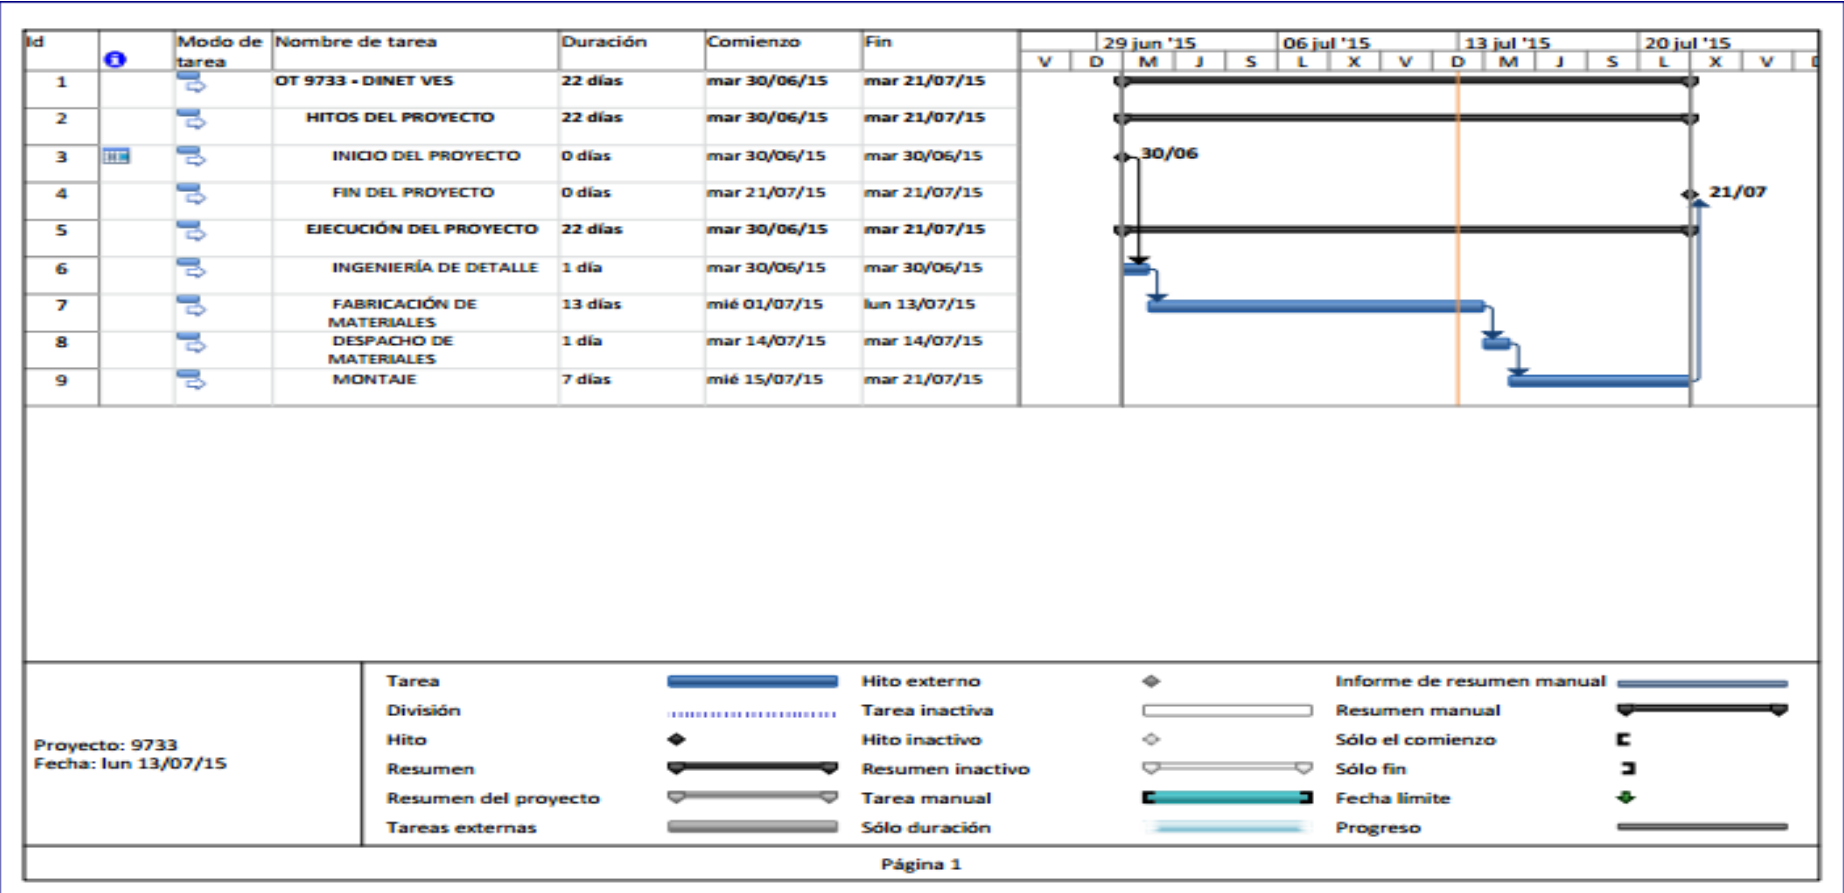 Id Modo de tarea Nombre de tarea Duración Comienzo Fin 29 jun '15 06 jul '15 13 jul '15 20 jul '15
V D M J S L X V D M J S L X V D
1 OT 9733 - DINET VES 22 días mar 30/06/15 mar 21/07/15
2 HITOS DEL PROYECTO 22 días mar 30/06/15 mar 21/07/15
3 INICIO DEL PROYECTO 0 días mar 30/06/15 mar 30/06/15 30/06
4 FIN DEL PROYECTO 0 días mar 21/07/15 mar 21/07/15 21/07
5 EJECUCIÓN DEL PROYECTO 22 días mar 30/06/15 mar 21/07/15
6 INGENIERÍA DE DETALLE 1 día mar 30/06/15 mar 30/06/15
7 FABRICACIÓN DE MATERIALES 13 días mié 01/07/15 lun 13/07/15
8 DESPACHO DE MATERIALES 1 día mar 14/07/15 mar 14/07/15
9 MONTAJE 7 días mié 15/07/15 mar 21/07/15
Proyecto: 9733
Fecha: lun 13/07/15
Tarea
División
Hito
Resumen
Resumen del proyecto
Tareas externas
Hito externo
Tarea inactiva
Hito inactivo
Resumen inactivo
Tarea manual
Sólo duración
Informe de resumen manual
Resumen manual
Sólo el comienzo
Sólo fin
Fecha límite
Progreso
Página 1